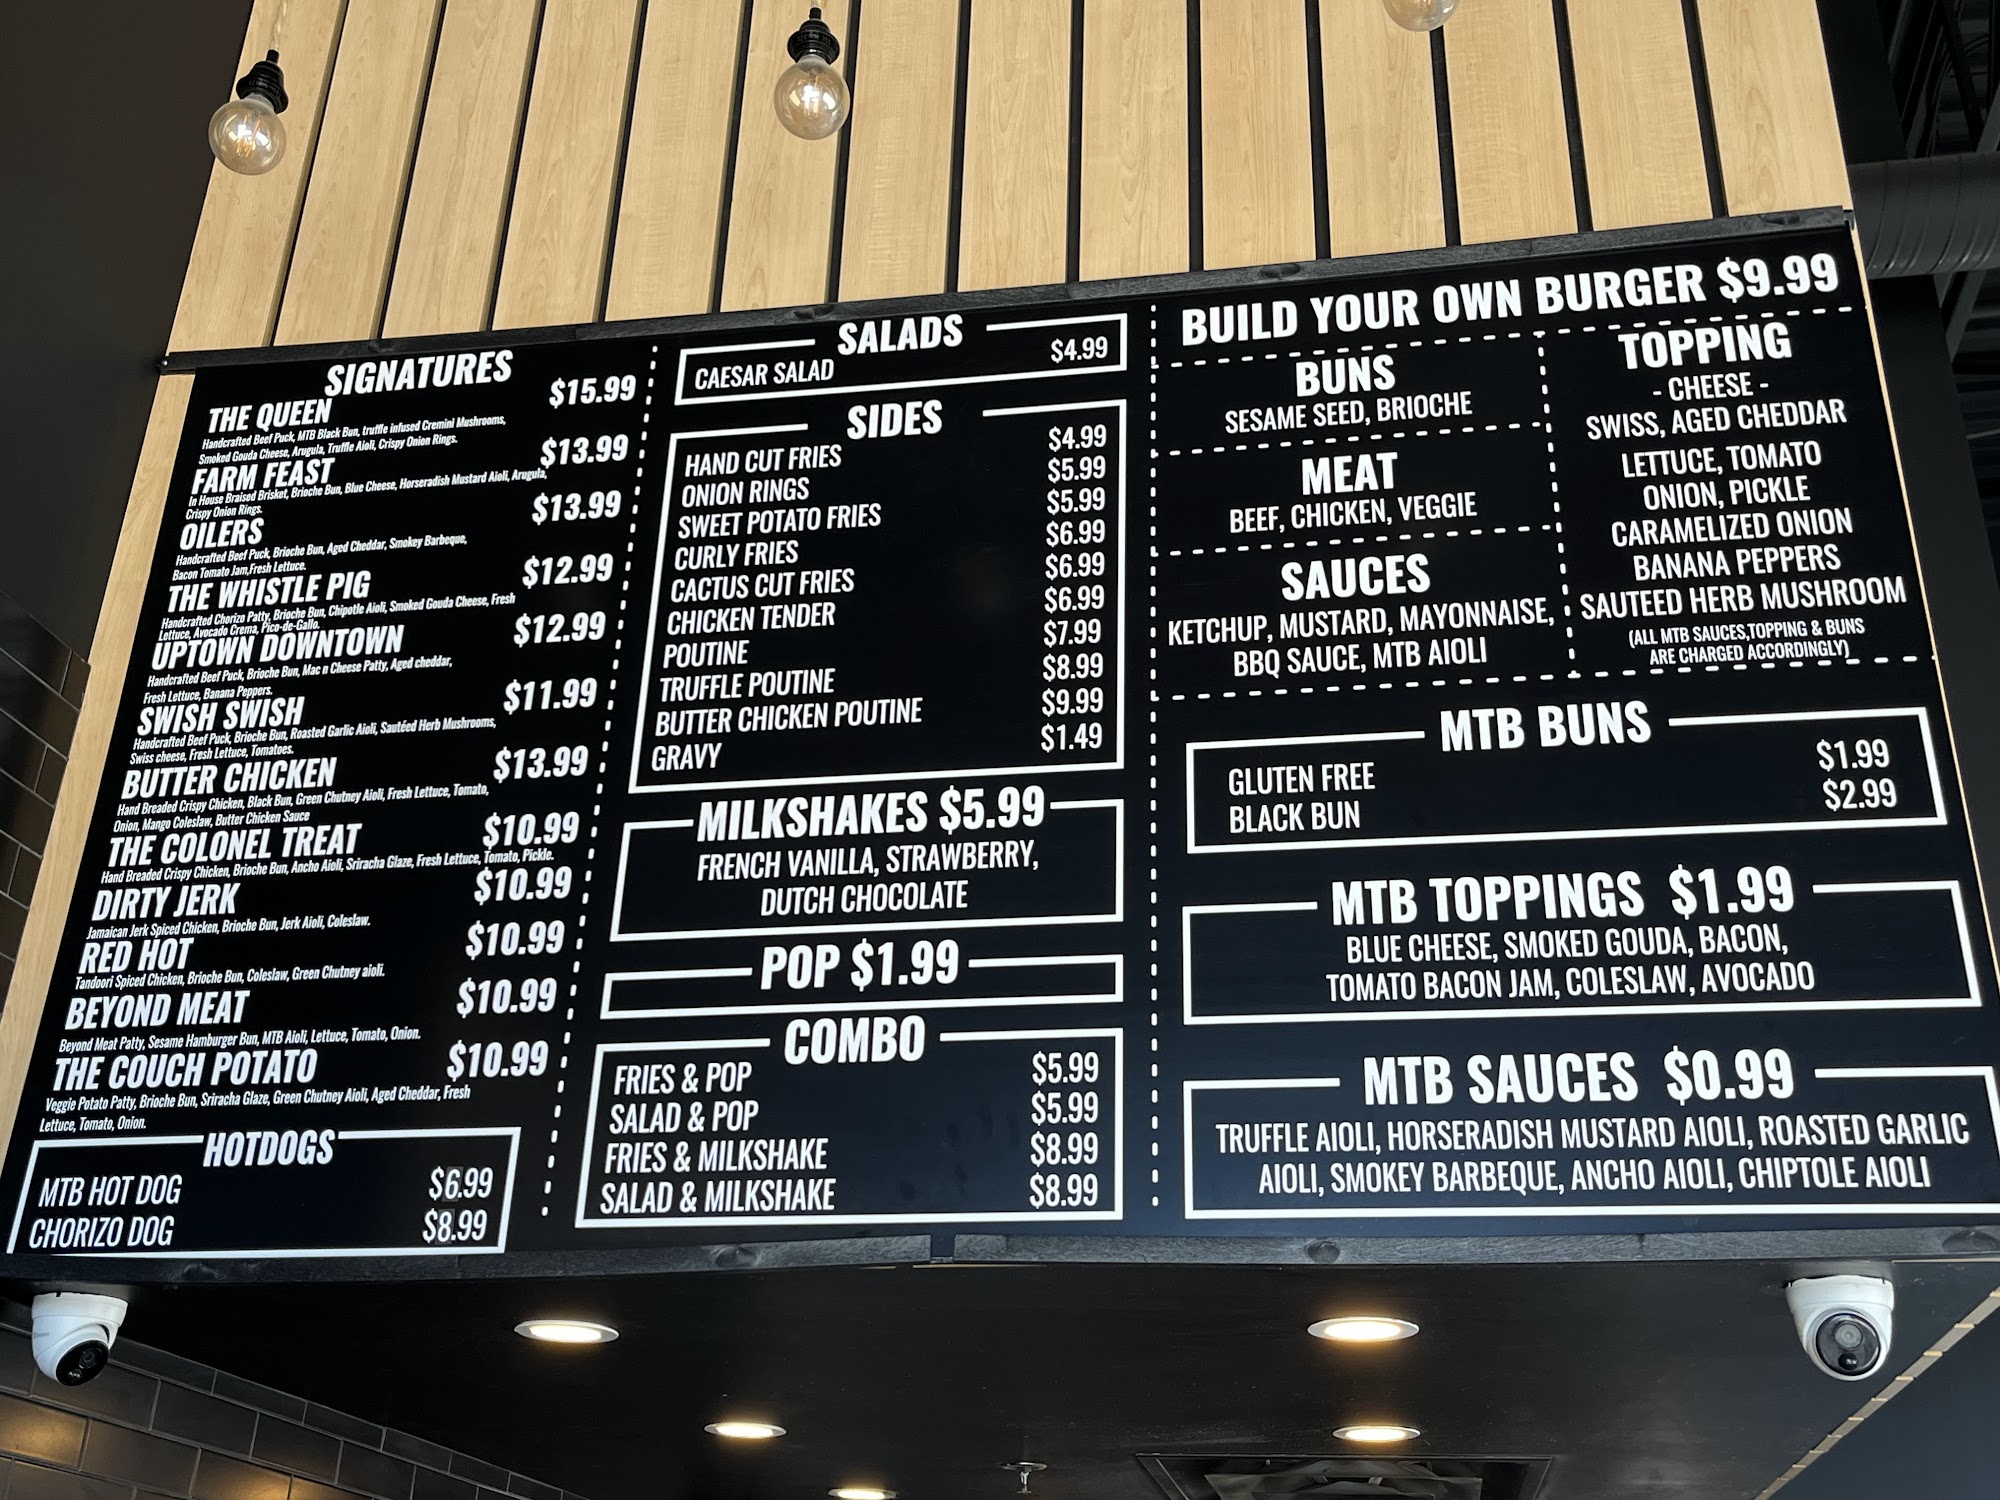 SIGNATURES
THE QUEEN $15.99
Handcrafted Beef Puck, MTB Black Bun, truffle infused Cremini Mushrooms,
Smoked Gouda Cheese, Arugula, Truffle Aioli, Crispy Onion Rings.
FARM FEAST $13.99
In House Braised Brisket, Brioche Bun, Blue Cheese, Horseradish Mustard Aioli, Arugula,
Crispy Onion Rings.
OILERS $13.99
Handcrafted Beef Puck, Brioche Bun, Aged Cheddar, Smokey Barbeque,
Bacon Tomato Jam,Fresh Lettuce.
THE WHISTLE PIG $12.99
Handcrafted Chorizo Patty, Brioche Bun, Chipotle Aioli, Smoked Gouda Cheese, Fresh
Lettuce, Avocado Crema, Pico-de-Gallo.
UPTOWN DOWNTOWN $12.99
Handcrafted Beef Puck, Brioche Bun, Mac n Cheese Patty, Aged cheddar,
Fresh Lettuce, Banana Peppers.
SWISH SWISH $11.99
Handcrafted Beef Puck, Brioche Bun, Roasted Garlic Aioli, Sautéed Herb Mushrooms,
Swiss cheese, Fresh Lettuce, Tomatoes.
BUTTER CHICKEN $13.99
Hand Breaded Crispy Chicken, Black Bun, Green Chutney Aioli, Fresh Lettuce, Tomato,
Onion, Mango Coleslaw, Butter Chicken Sauce
THE COLONEL TREAT $10.99
Hand Breaded Crispy Chicken, Brioche Bun, Ancho Aioli, Sriracha Glaze, Fresh Lettuce, Tomato, Pickle.
DIRTY JERK $10.99
Jamaican Jerk Spiced Chicken, Brioche Bun, Jerk Aioli, Coleslaw.
RED HOT $10.99
Tandoori Spiced Chicken, Brioche Bun, Coleslaw, Green Chutney aioli.
BEYOND MEAT $10.99
Beyond Meat Patty, Sesame Hamburger Bun, MTB Aioli, Lettuce, Tomato, Onion.
THE COUCH POTATO $10.99
Veggie Potato Patty, Brioche Bun, Sriracha Glaze, Green Chutney Aioli, Aged Cheddar, Fresh
Lettuce, Tomato, Onion.
HOTDOGS
MTB HOT DOG $6.99
CHORIZO DOG $8.99
SALADS
CAESAR SALAD $4.99
SIDES
HAND CUT FRIES $4.99
ONION RINGS $5.99
SWEET POTATO FRIES $5.99
CURLY FRIES $6.99
CACTUS CUT FRIES $6.99
CHICKEN TENDER $6.99
POUTINE $7.99
TRUFFLE POUTINE $8.99
BUTTER CHICKEN POUTINE $9.99
GRAVY $1.49
MILKSHAKES $5.99
FRENCH VANILLA, STRAWBERRY,
DUTCH CHOCOLATE
POP $1.99
COMBO
FRIES & POP $5.99
SALAD & POP $5.99
FRIES & MILKSHAKE $8.99
SALAD & MILKSHAKE $8.99
BUILD YOUR OWN BURGER $9.99
BUNS
SESAME SEED, BRIOCHE
MEAT
BEEF, CHICKEN, VEGGIE
SAUCES
KETCHUP, MUSTARD, MAYONNAISE,
BBQ SAUCE, MTB AIOLI
TOPPING
- CHEESE -
SWISS, AGED CHEDDAR
LETTUCE, TOMATO
ONION, PICKLE
CARAMELIZED ONION
BANANA PEPPERS
SAUTEED HERB MUSHROOM
(ALL MTB SAUCES,TOPPING & BUNS
ARE CHARGED ACCORDINGLY)
MTB BUNS
GLUTEN FREE $1.99
BLACK BUN $2.99
MTB TOPPINGS $1.99
BLUE CHEESE, SMOKED GOUDA, BACON,
TOMATO BACON JAM, COLESLAW, AVOCADO
MTB SAUCES $0.99
TRUFFLE AIOLI, HORSERADISH MUSTARD AIOLI, ROASTED GARLIC
AIOLI, SMOKEY BARBEQUE, ANCHO AIOLI, CHIPTOLE AIOLI